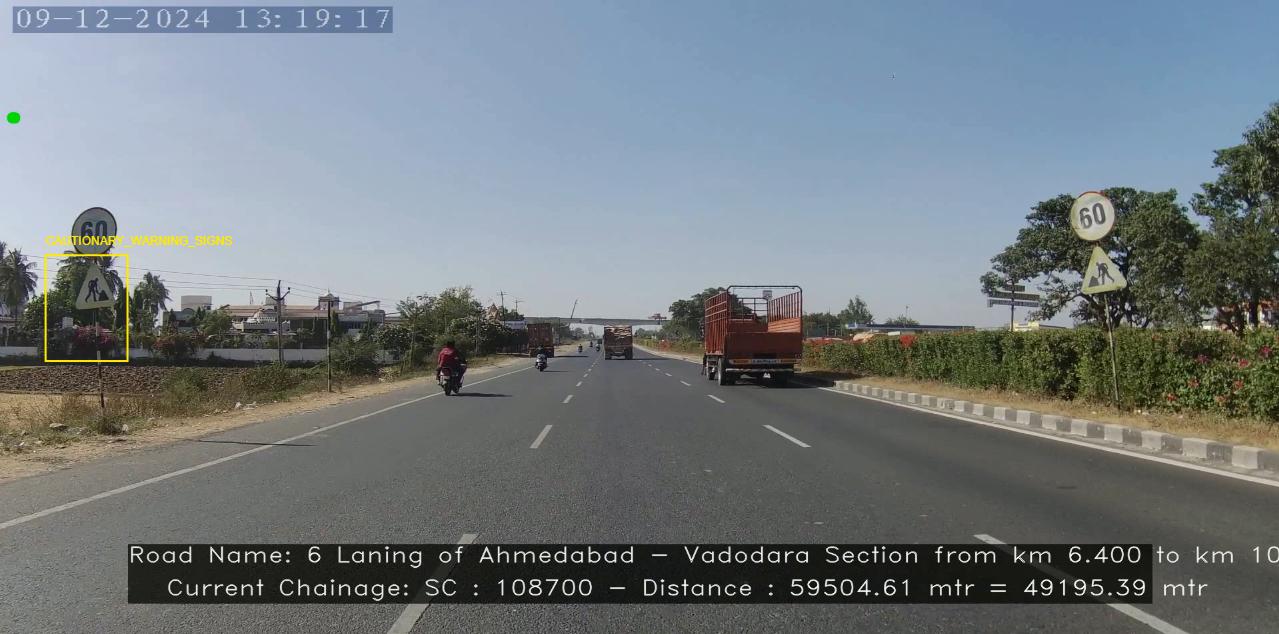 09-12-2024 13:19:17
60
CAUTIONARY_WARNING_SIGNS
60
Road Name: 6 Laning of Ahmedabad - Vadodara Section from km 6.400 to km 10
Current Chainage: SC : 108700 - Distance : 59504.61 mtr = 49195.39 mtr